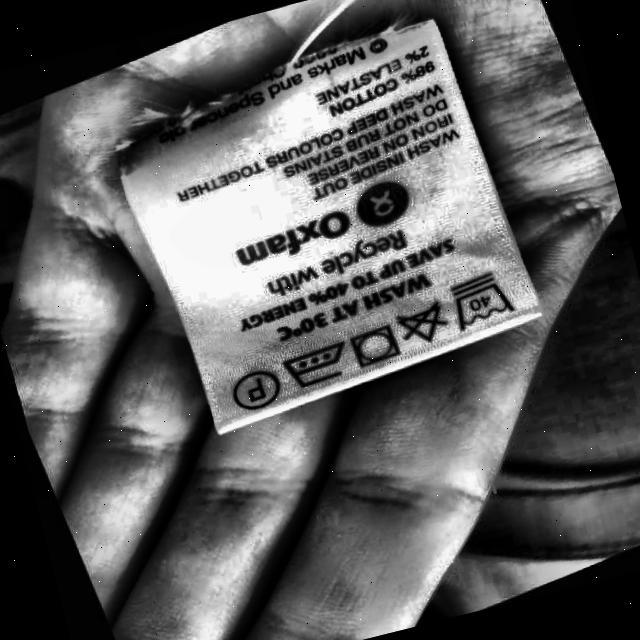 40
P
WASH AT 30°C
SAVE UP TO 40% ENERGY
Recycle with
Oxfam
WASH INSIDE OUT
IRON ON REVERSE
DO NOT RUB STAINS
WASH DEEP COLOURS TOGETHER
98% COTTON
2% ELASTANE
© Marks and Spencer plc